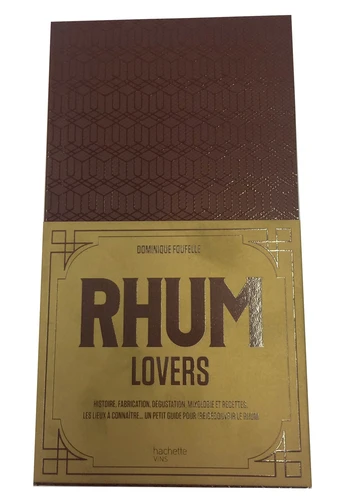 DOMINIQUE FOUFELLE
RHUM
LOVERS
HISTOIRE, FABRICATION, DÉGUSTATION, MIXOLOGIE ET RECETTES,
LES LIEUX À CONNAÎTRE... UN PETIT GUIDE POUR (RE)DÉCOUVRIR LE RHUM.
hachette
VINS